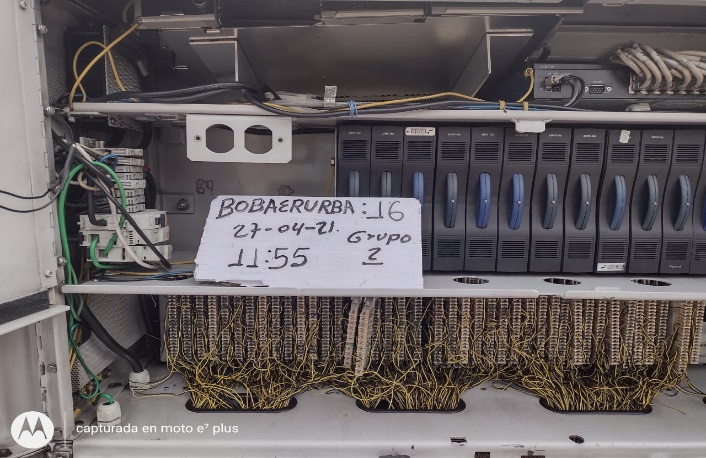 BOBAERURBA:16
27-04-21.
Grupo
11:55 2
capturada en moto e⁷ plus